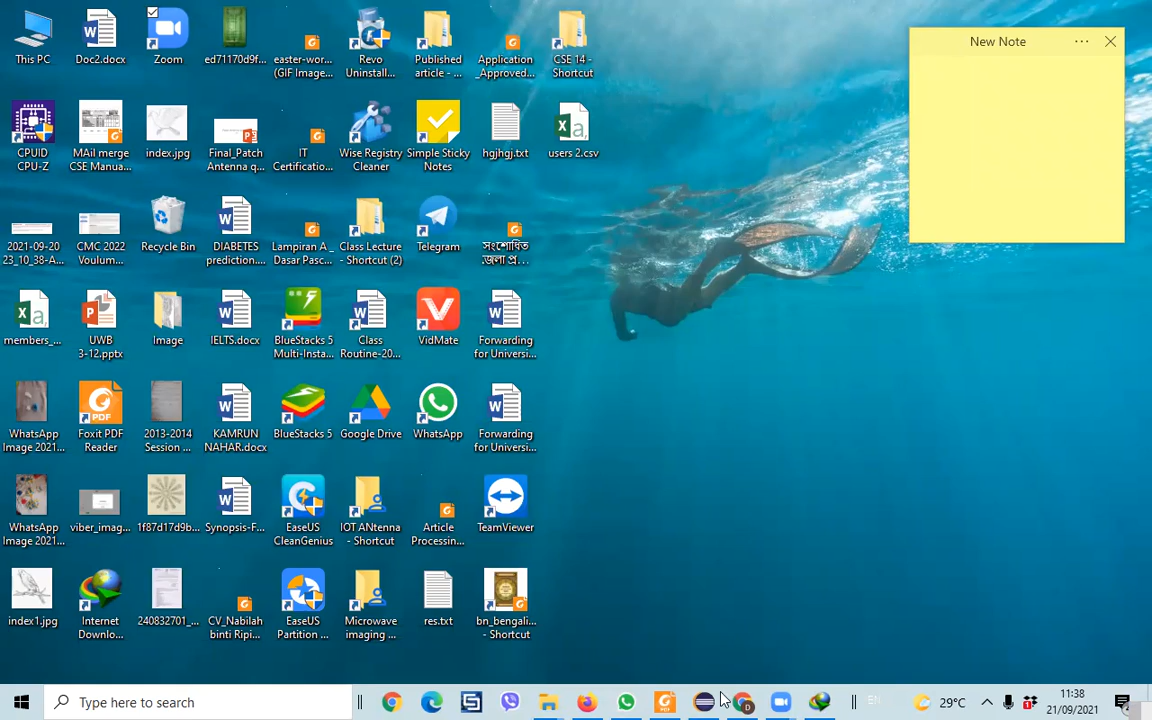 This PC
Doc2.docx
Zoom
ed71170d9f...
easter-wor...
(GIF Image...
Revo
Uninstall...
Published
article - ...
Application
_Approved...
CSE 14 -
Shortcut
New Note
CPUID
CPU-Z
MAil merge
CSE Manua...
index.jpg
Final_Patch
Antenna q...
IT
Certificatio...
Wise Registry
Cleaner
Simple Sticky
Notes
hgjhgj.txt
users 2.csv
2021-09-20
23_10_38-A...
CMC 2022
Voulum...
Recycle Bin
DIABETES
prediction....
Lampiran A _
Dasar Pasc...
Class Lecture
- Shortcut (2)
Telegram
সংশোধিত
জেলা প্র...
members_...
UWB
3-12.pptx
Image
IELTS.docx
BlueStacks 5
Multi-Insta...
Class
Routine-20...
VidMate
Forwarding
for Universi...
WhatsApp
Image 2021...
Foxit PDF
Reader
2013-2014
Session ...
KAMRUN
NAHAR.docx
BlueStacks 5
Google Drive
WhatsApp
Forwarding
for Universi...
WhatsApp
Image 2021...
viber_imag...
1f87d17d9b...
Synopsis-F...
EaseUS
CleanGenius
IOT ANtenna
- Shortcut
Article
Processin...
TeamViewer
index1.jpg
Internet
Downlo...
240832701_...
CV_Nabilah
binti Ripi...
EaseUS
Partition ...
Microwave
imaging ...
res.txt
bn_bengali...
- Shortcut
Type here to search
EN
29°C
11:38
21/09/2021